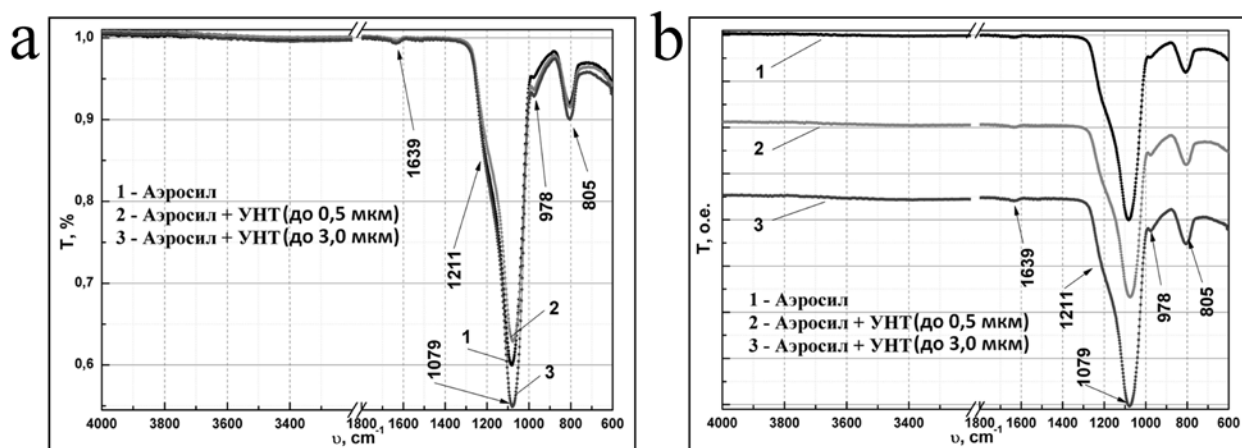 a
1,0
0,9
0,8
0,7
0,6
T, %
4000 3600 3200 1800 1600 1400 1200 1000 800 600
υ, cm⁻¹
1639
1211
1079
978
805
1 - Аэросил
2 - Аэросил + УНТ (до 0,5 мкм)
3 - Аэросил + УНТ (до 3,0 мкм)
2
1
3
b
T, o.e.
4000 3600 3200 1800 1600 1400 1200 1000 800 600
υ, cm⁻¹
1
2
3
1639
1211
1079
978
805
1 - Аэросил
2 - Аэросил + УНТ (до 0,5 мкм)
3 - Аэросил + УНТ (до 3,0 мкм)